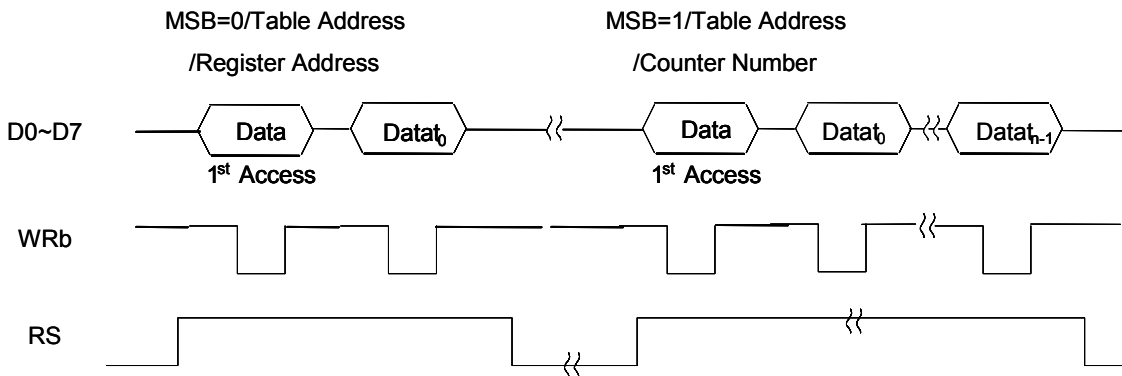 MSB=0/Table Address MSB=1/Table Address
/Register Address /Counter Number
D0~D7 Data Datat0 Data Datat0 Datatn-1
1st Access 1st Access
WRb
RS